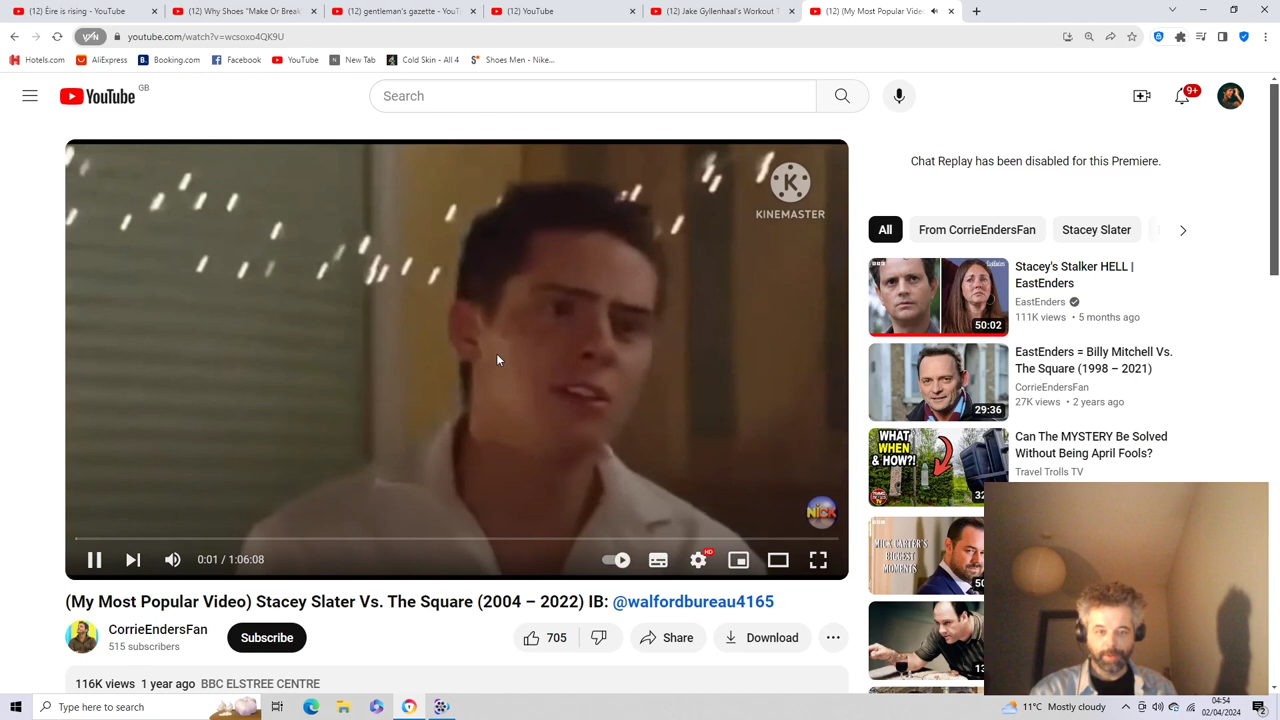 (12) Éire is rising - YouTube
(12) Why Shoes "Make Or Break
(12) gentleman's gazette - YouT
(12) YouTube
(12) Jake Gyllenhaal's Workout T
(12) (My Most Popular Vide
VPN
youtube.com/watch?v=wcsoxo4QK9U
Hotels.com
AliExpress
Booking.com
Facebook
YouTube
New Tab
Cold Skin - All 4
Shoes Men - Nike...
YouTube GB
Search
9+
Chat Replay has been disabled for this Premiere.
KINEMASTER
NICK
0:01 / 1:06:08
HD
All
From CorrieEndersFan
Stacey Slater
Stacey's Stalker HELL |
EastEnders
EastEnders
111K views • 5 months ago
50:02
EastEnders = Billy Mitchell Vs.
The Square (1998 – 2021)
CorrieEndersFan
27K views • 2 years ago
29:36
WHAT
WHEN
& HOW?!
Can The MYSTERY Be Solved
Without Being April Fools?
Travel Trolls TV
MICK CARTER'S
BIGGEST
MOMENTS
(My Most Popular Video) Stacey Slater Vs. The Square (2004 – 2022) IB: @walfordbureau4165
CorrieEndersFan
515 subscribers
Subscribe
705
Share
Download
116K views 1 year ago BBC ELSTREE CENTRE
Type here to search
11°C Mostly cloudy
04:54
02/04/2024
2